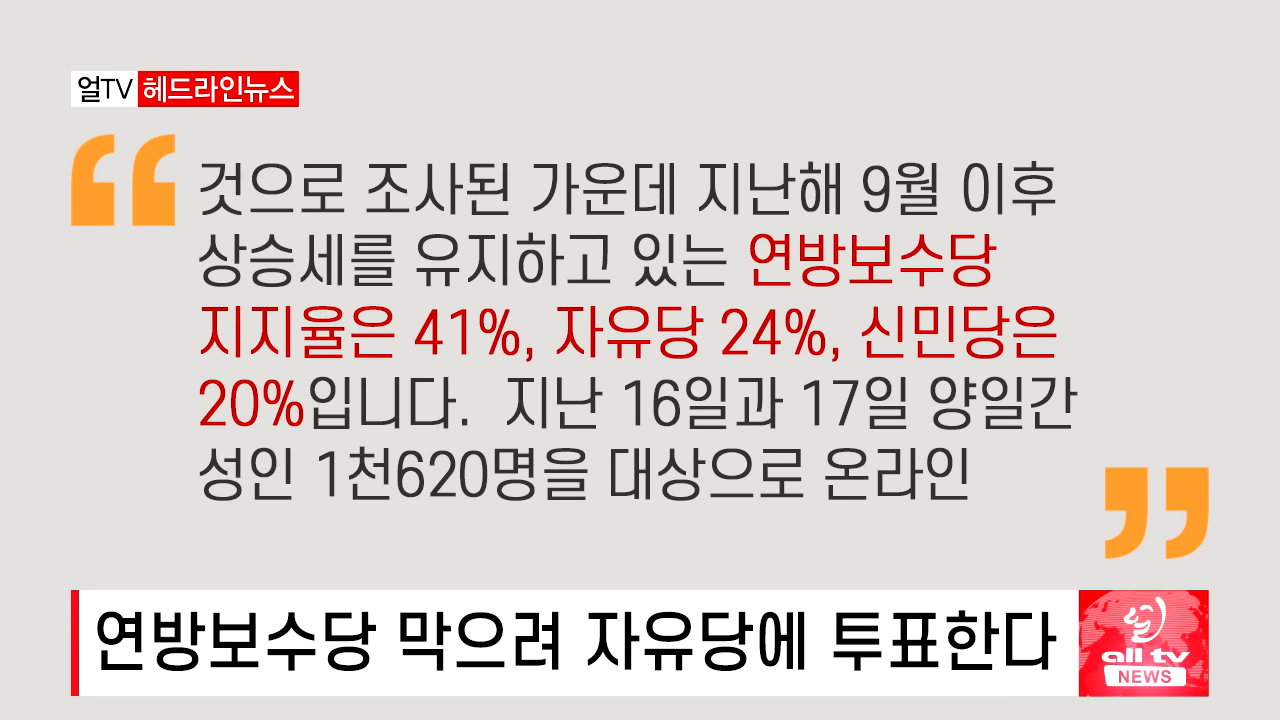 얼TV 헤드라인뉴스
것으로 조사된 가운데 지난해 9월 이후
상승세를 유지하고 있는 연방보수당
지지율은 41%, 자유당 24%, 신민당은
20%입니다. 지난 16일과 17일 양일간
성인 1천620명을 대상으로 온라인
연방보수당 막으려 자유당에 투표한다
얼
all tv
NEWS